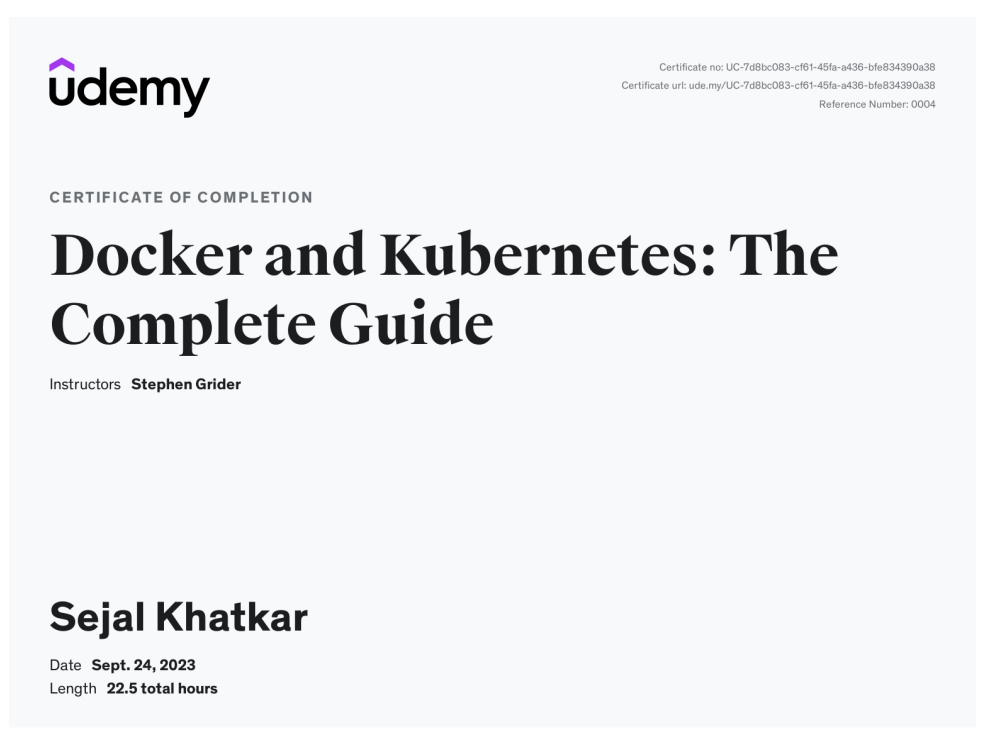 udemy
Certificate no: UC-7d8bc083-cf61-45fa-a436-bfe834390a38
Certificate url: ude.my/UC-7d8bc083-cf61-45fa-a436-bfe834390a38
Reference Number: 0004
CERTIFICATE OF COMPLETION
Docker and Kubernetes: The
Complete Guide
Instructors Stephen Grider
Sejal Khatkar
Date Sept. 24, 2023
Length 22.5 total hours